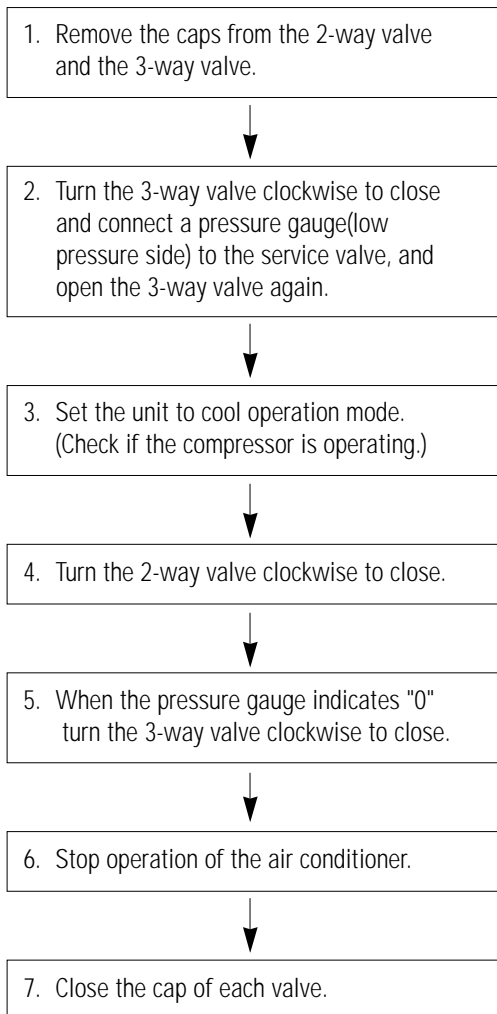 1. Remove the caps from the 2-way valve
and the 3-way valve.
2. Turn the 3-way valve clockwise to close
and connect a pressure gauge(low
pressure side) to the service valve, and
open the 3-way valve again.
3. Set the unit to cool operation mode.
(Check if the compressor is operating.)
4. Turn the 2-way valve clockwise to close.
5. When the pressure gauge indicates "0"
turn the 3-way valve clockwise to close.
6. Stop operation of the air conditioner.
7. Close the cap of each valve.